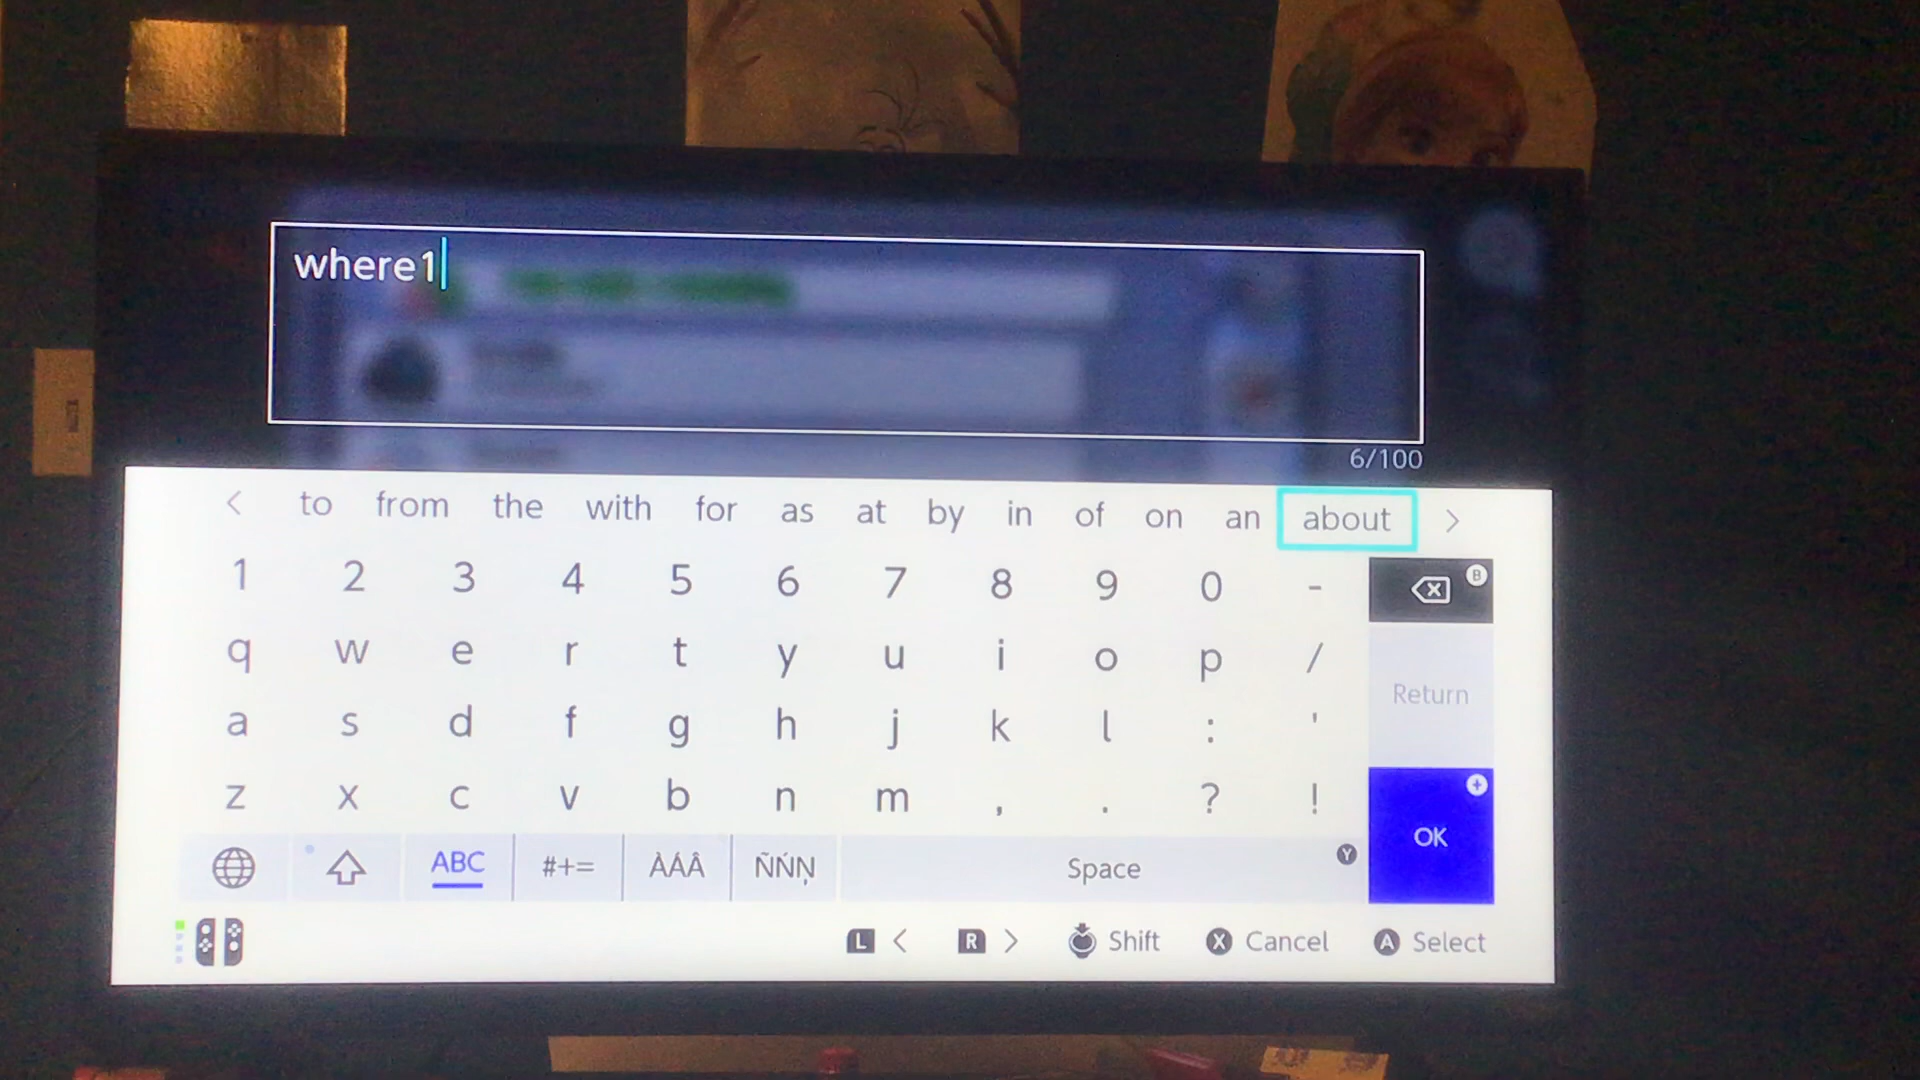 where1
6/100
< to from the with for as at by in of on an about >
1 2 3 4 5 6 7 8 9 0 - B
q w e r t y u i o p / Return
a s d f g h j k l : '
z x c v b n m , . ? ! +
ABC #+= ÀÁÂ ÑŃŅ Space Y OK
L < R > Shift X Cancel A Select